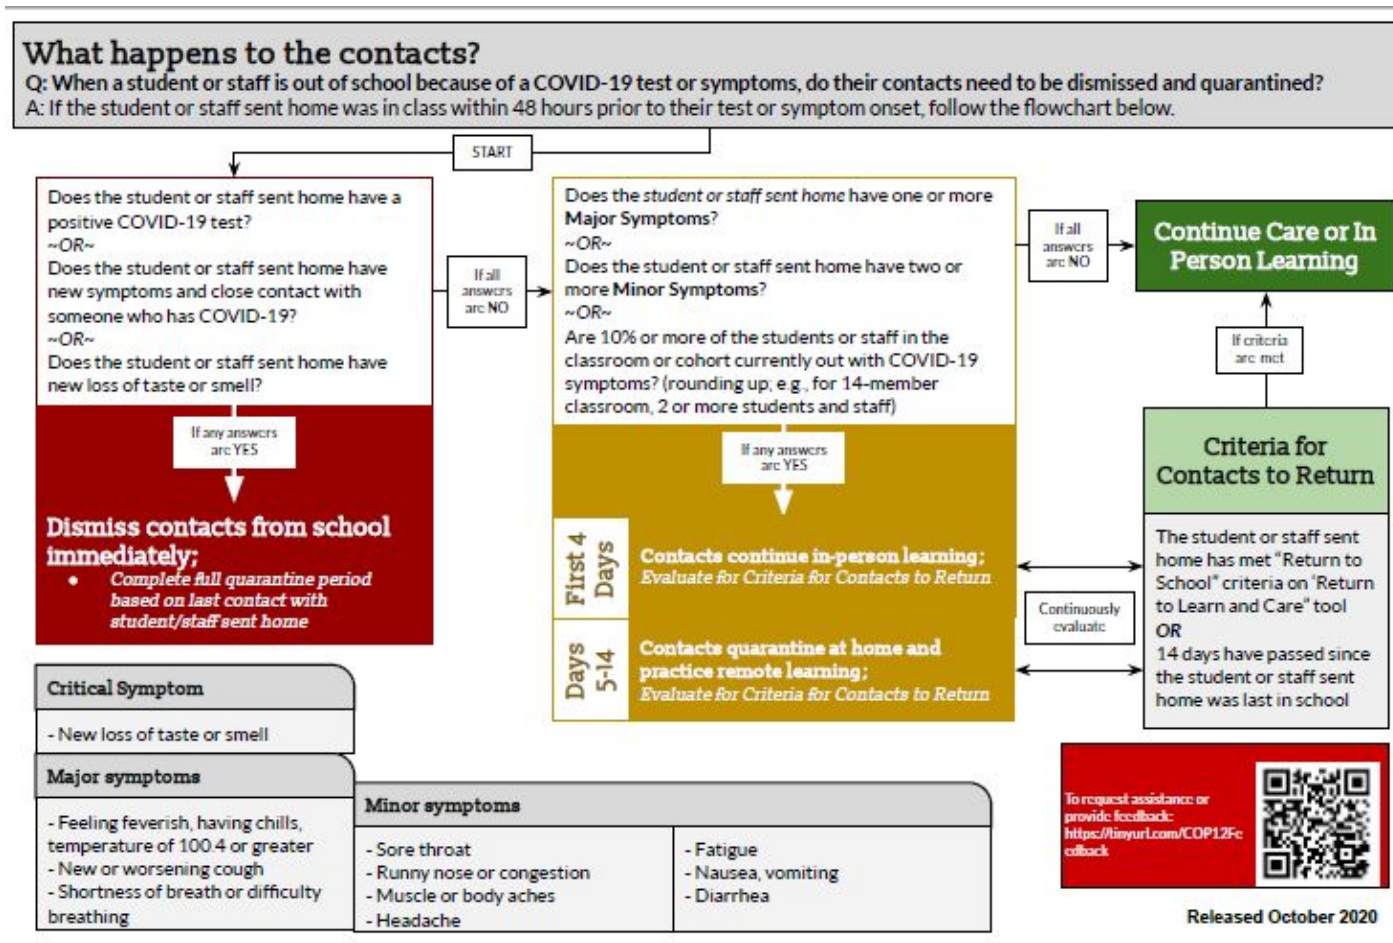 What happens to the contacts?
Q: When a student or staff is out of school because of a COVID-19 test or symptoms, do their contacts need to be dismissed and quarantined?
A: If the student or staff sent home was in class within 48 hours prior to their test or symptom onset, follow the flowchart below.
START
Does the student or staff sent home have a
positive COVID-19 test?
~OR~
Does the student or staff sent home have
new symptoms and close contact with
someone who has COVID-19?
~OR~
Does the student or staff sent home have
new loss of taste or smell?
If all
answers
are NO
If any answers
are YES
Dismiss contacts from school
immediately;
• Complete full quarantine period
based on last contact with
student/staff sent home
Does the student or staff sent home have one or more
Major Symptoms?
~OR~
Does the student or staff sent home have two or
more Minor Symptoms?
~OR~
Are 10% or more of the students or staff in the
classroom or cohort currently out with COVID-19
symptoms? (rounding up; e.g., for 14-member
classroom, 2 or more students and staff)
If all
answers
are NO
If any answers
are YES
First 4
Days
Contacts continue in-person learning;
Evaluate for Criteria for Contacts to Return
Days
5-14
Contacts quarantine at home and
practice remote learning;
Evaluate for Criteria for Contacts to Return
Continuously
evaluate
Continue Care or In
Person Learning
If criteria
are met
Criteria for
Contacts to Return
The student or staff sent
home has met "Return to
School" criteria on 'Return
to Learn and Care" tool
OR
14 days have passed since
the student or staff sent
home was last in school
Critical Symptom
- New loss of taste or smell
Major symptoms
- Feeling feverish, having chills,
temperature of 100.4 or greater
- New or worsening cough
- Shortness of breath or difficulty
breathing
Minor symptoms
- Sore throat
- Runny nose or congestion
- Muscle or body aches
- Headache
- Fatigue
- Nausea, vomiting
- Diarrhea
To request assistance or
provide feedback:
https://tinyurl.com/COP12Fe
edback
Released October 2020